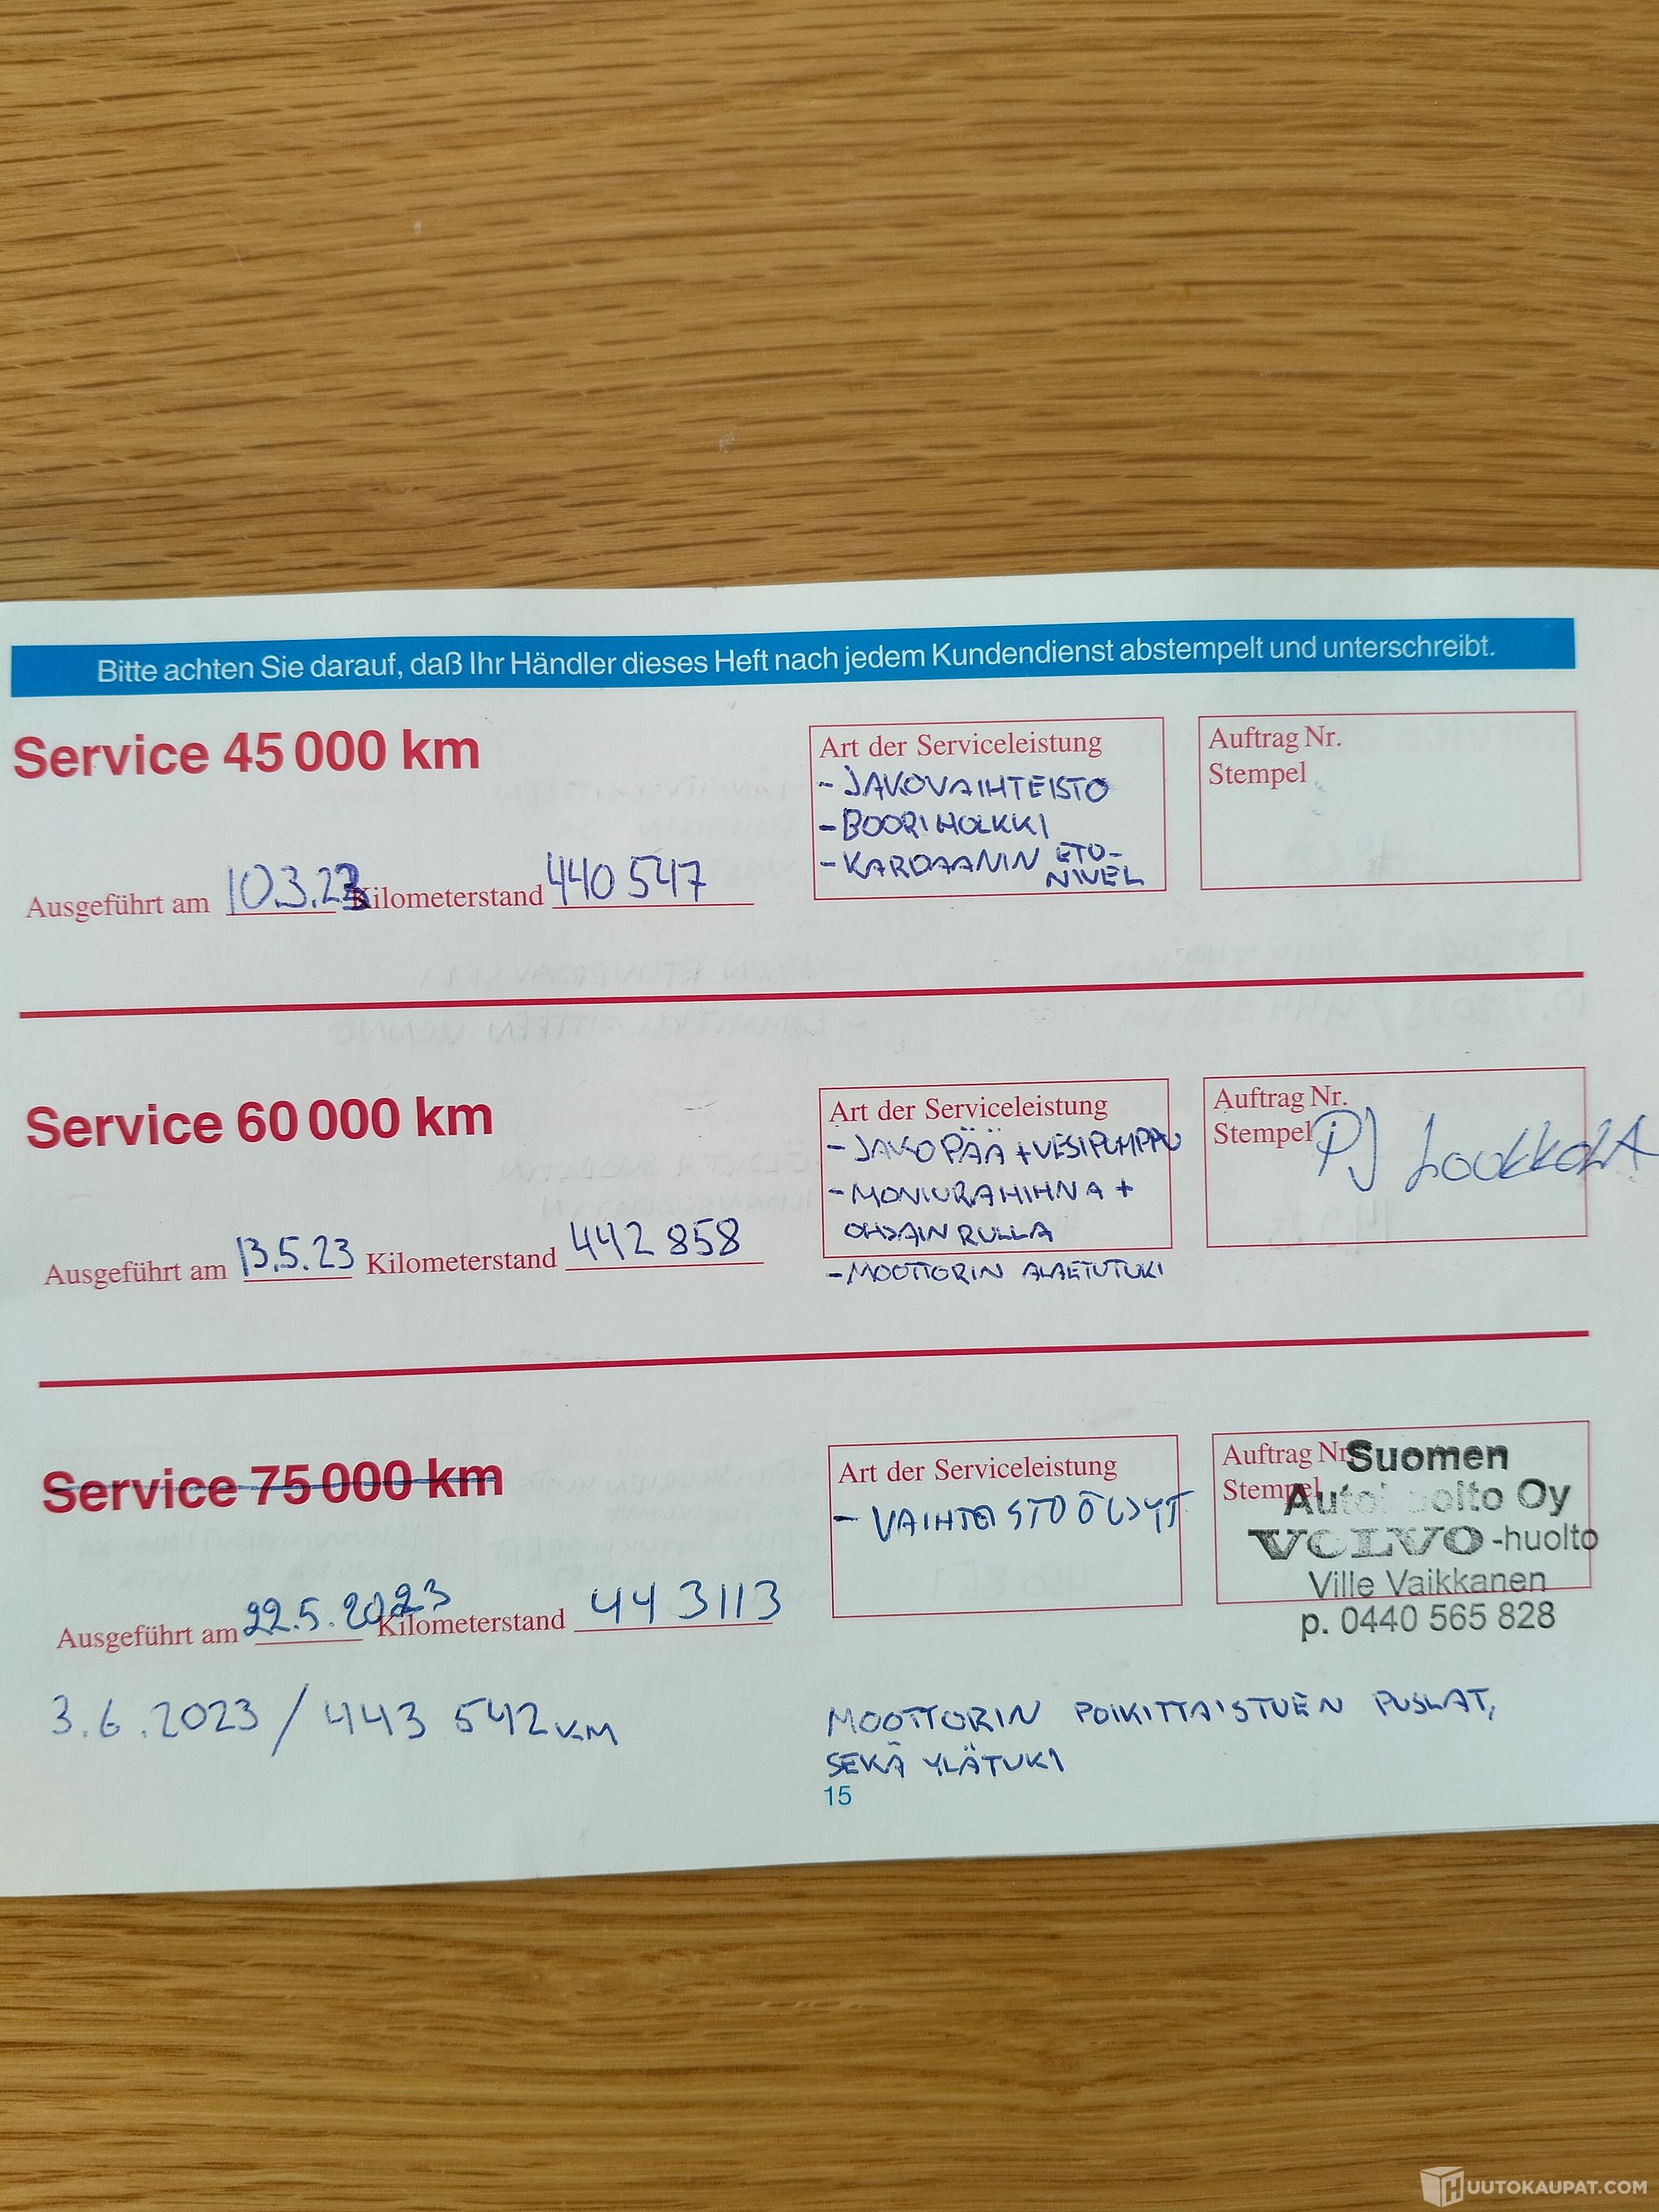 Bitte achten Sie darauf, daß Ihr Händler dieses Heft nach jedem Kundendienst abstempelt und unterschreibt.
Service 45 000 km
Art der Serviceleistung
- JAKOVAIHTEISTO
- BOORIHOLKKI
- KARDAANIN ETU-
NIVEL
Auftrag Nr.
Stempel
Ausgeführt am 10.3.23 Kilometerstand 440 547
Service 60 000 km
Art der Serviceleistung
- JAKOPÄÄ + VESIPUMPPU
- MONIURAHIHNA +
OHJAINRULLA
- MOOTTORIN ALAETUTUKI
Auftrag Nr.
Stempel PJ
Ausgeführt am 13.5.23 Kilometerstand 442 858
Service 75 000 km
Art der Serviceleistung
- VAIHTEISTOÖLJYT
Auftrag Nr.
Stempel
Suomen
Autohuolto Oy
VOLVO-huolto
Ville Vaikkanen
p. 0440 565 828
Ausgeführt am 22.5.2023 Kilometerstand 443113
3.6.2023 / 443 542 KM
MOOTTORIN POIKITTAISTUEN PUSLAT,
SEKÄ YLÄTUKI
15
HUUTOKAUPAT.COM